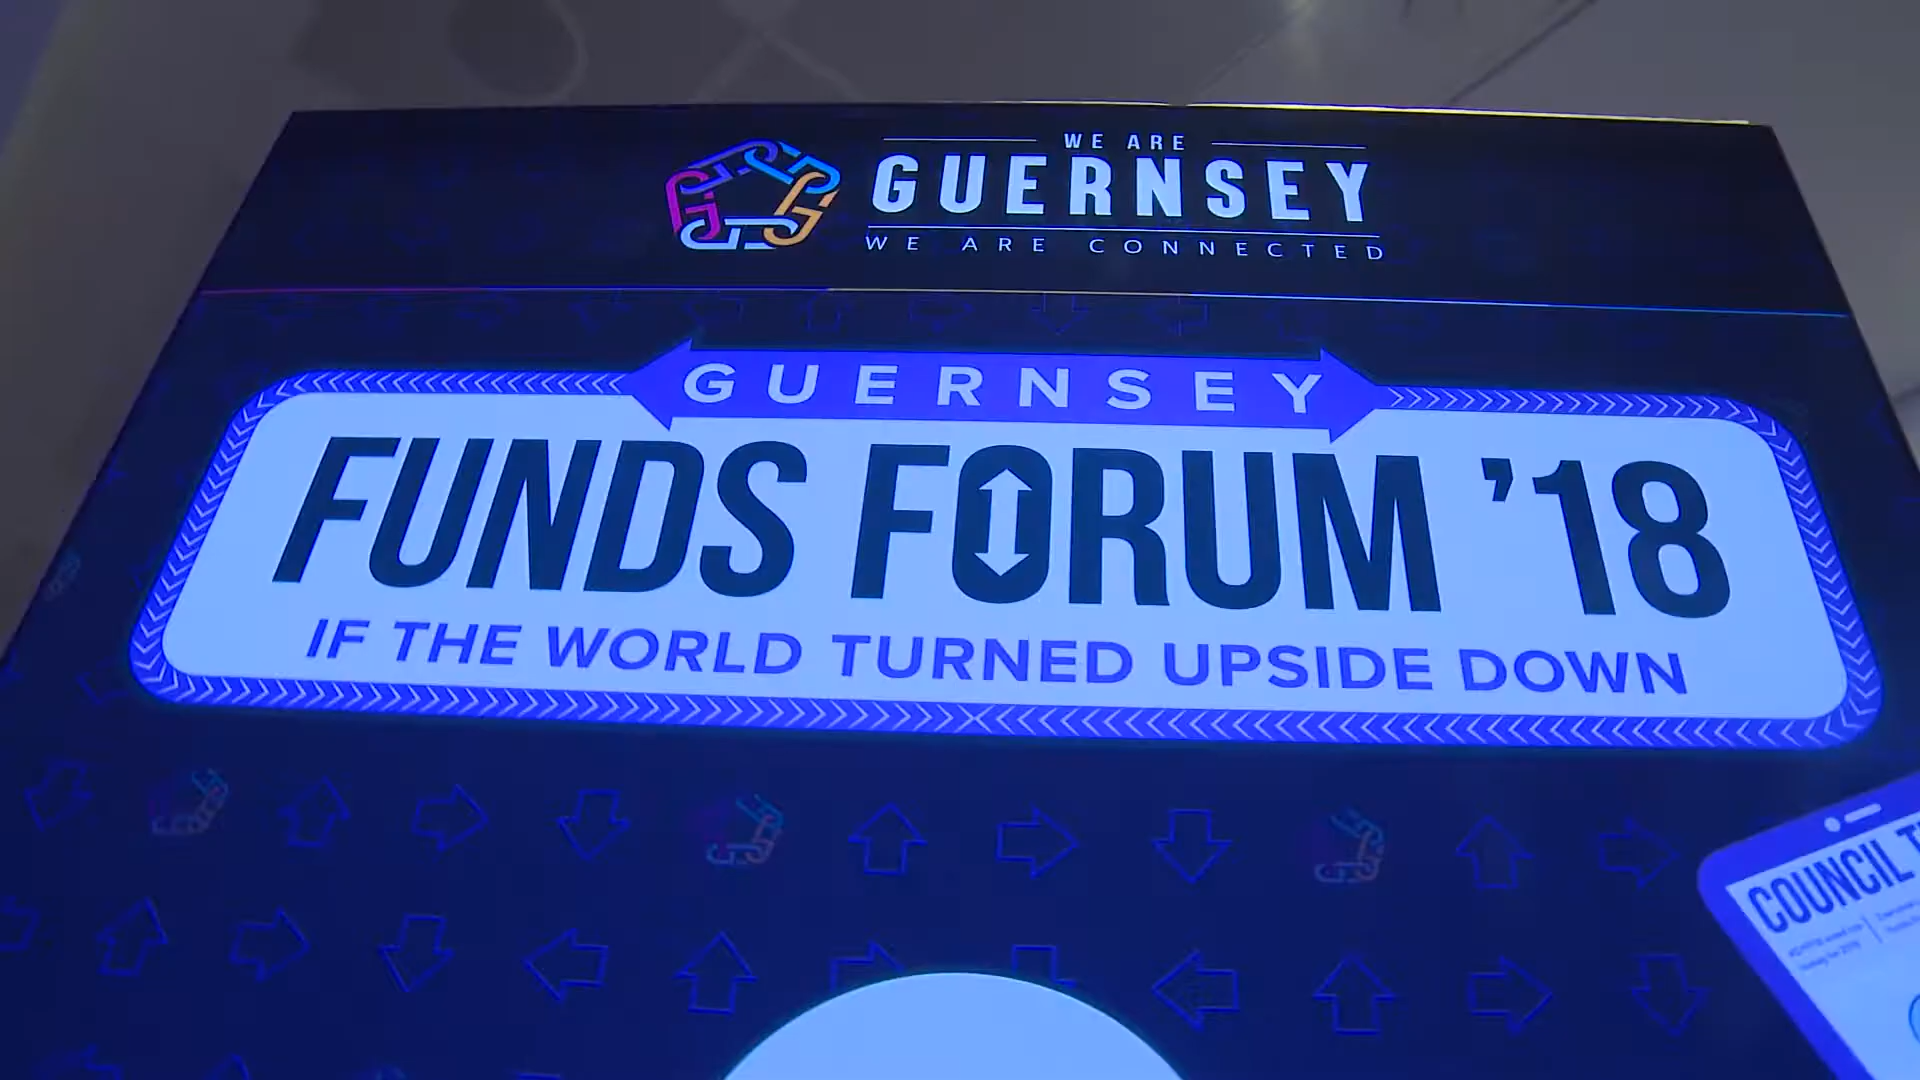 WE ARE
GUERNSEY
WE ARE CONNECTED
GUERNSEY
FUNDS FORUM '18
IF THE WORLD TURNED UPSIDE DOWN
COUNCIL